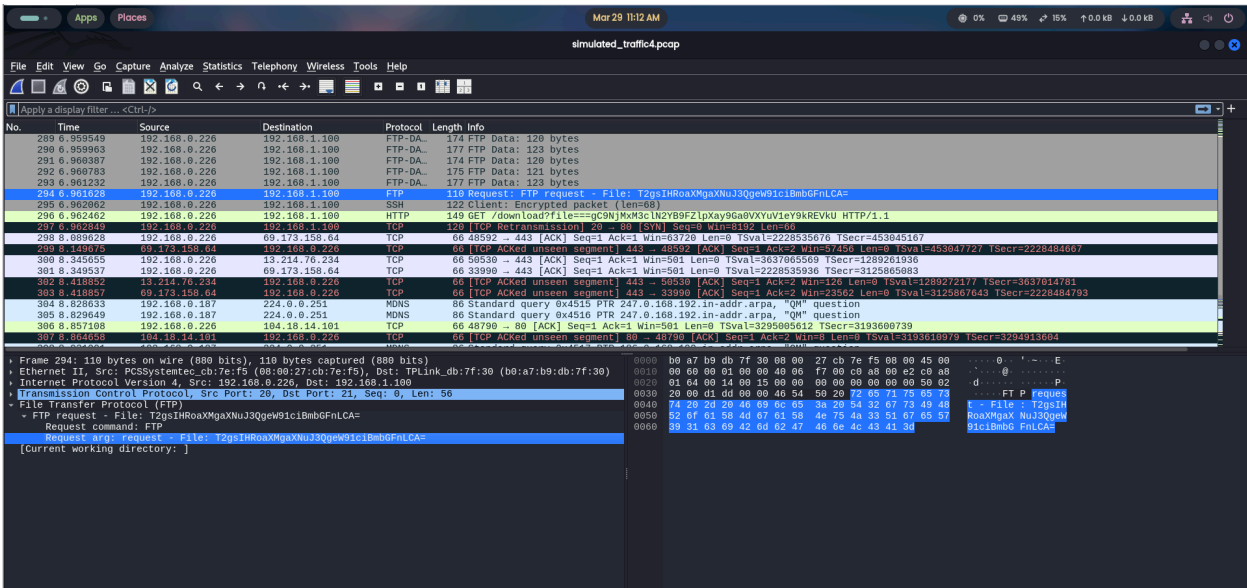 Apps Places Mar 29 11:12 AM 0% 49% 15% ↑0.0 kB ↓0.0 kB
simulated_traffic4.pcap
File Edit View Go Capture Analyze Statistics Telephony Wireless Tools Help
Apply a display filter ... <Ctrl-/>
No. Time Source Destination Protocol Length Info
289 6.959549 192.168.0.226 192.168.1.100 FTP-DA… 174 FTP Data: 120 bytes
290 6.959963 192.168.0.226 192.168.1.100 FTP-DA… 177 FTP Data: 123 bytes
291 6.960387 192.168.0.226 192.168.1.100 FTP-DA… 174 FTP Data: 120 bytes
292 6.960783 192.168.0.226 192.168.1.100 FTP-DA… 175 FTP Data: 121 bytes
293 6.961232 192.168.0.226 192.168.1.100 FTP-DA… 177 FTP Data: 123 bytes
294 6.961628 192.168.0.226 192.168.1.100 FTP 110 Request: FTP request - File: T2gsIHRoaXMgaXNuJ3QgeW91ciBmbGFnLCA=
295 6.962062 192.168.0.226 192.168.1.100 SSH 122 Client: Encrypted packet (len=68)
296 6.962462 192.168.0.226 192.168.1.100 HTTP 149 GET /download?file===gC9NjMxM3clN2YB9FZlpXay9Ga0VXYuV1eY9kREVkU HTTP/1.1
297 6.962849 192.168.0.226 192.168.1.100 TCP 120 [TCP Retransmission] 20 → 80 [SYN] Seq=0 Win=8192 Len=66
298 8.089628 192.168.0.226 69.173.158.64 TCP 66 48592 → 443 [ACK] Seq=1 Ack=1 Win=63720 Len=0 TSval=2228535676 TSecr=453045167
299 8.149675 69.173.158.64 192.168.0.226 TCP 66 [TCP ACKed unseen segment] 443 → 48592 [ACK] Seq=1 Ack=2 Win=57456 Len=0 TSval=453047727 TSecr=2228484667
300 8.345655 192.168.0.226 13.214.76.234 TCP 66 50530 → 443 [ACK] Seq=1 Ack=1 Win=501 Len=0 TSval=3637065569 TSecr=1289261936
301 8.349537 192.168.0.226 69.173.158.64 TCP 66 33990 → 443 [ACK] Seq=1 Ack=1 Win=501 Len=0 TSval=2228535936 TSecr=3125865083
302 8.418852 13.214.76.234 192.168.0.226 TCP 66 [TCP ACKed unseen segment] 443 → 50530 [ACK] Seq=1 Ack=2 Win=126 Len=0 TSval=1289272177 TSecr=3637014781
303 8.418857 69.173.158.64 192.168.0.226 TCP 66 [TCP ACKed unseen segment] 443 → 33990 [ACK] Seq=1 Ack=2 Win=23562 Len=0 TSval=3125867643 TSecr=2228484793
304 8.828633 192.168.0.187 224.0.0.251 MDNS 86 Standard query 0x4515 PTR 247.0.168.192.in-addr.arpa, "QM" question
305 8.829649 192.168.0.187 224.0.0.251 MDNS 86 Standard query 0x4516 PTR 247.0.168.192.in-addr.arpa, "QM" question
306 8.857108 192.168.0.226 104.18.14.101 TCP 66 48790 → 80 [ACK] Seq=1 Ack=1 Win=501 Len=0 TSval=3295005612 TSecr=3193600739
307 8.864658 104.18.14.101 192.168.0.226 TCP 66 [TCP ACKed unseen segment] 80 → 48790 [ACK] Seq=1 Ack=2 Win=8 Len=0 TSval=3193610979 TSecr=3294913604
Frame 294: 110 bytes on wire (880 bits), 110 bytes captured (880 bits)
Ethernet II, Src: PCSSystemtec_cb:7e:f5 (08:00:27:cb:7e:f5), Dst: TPLink_db:7f:30 (b0:a7:b9:db:7f:30)
Internet Protocol Version 4, Src: 192.168.0.226, Dst: 192.168.1.100
Transmission Control Protocol, Src Port: 20, Dst Port: 21, Seq: 0, Len: 56
File Transfer Protocol (FTP)
FTP request - File: T2gsIHRoaXMgaXNuJ3QgeW91ciBmbGFnLCA=
Request command: FTP
Request arg: request - File: T2gsIHRoaXMgaXNuJ3QgeW91ciBmbGFnLCA=
[Current working directory: ]
0000 b0 a7 b9 db 7f 30 08 00 27 cb 7e f5 08 00 45 00 ·····0·· '·~···E·
0010 00 60 00 01 00 00 40 06 f7 00 c0 a8 00 e2 c0 a8 ·`····@· ········
0020 01 64 00 14 00 15 00 00 00 00 00 00 00 00 50 02 ·d······ ······P·
0030 20 00 d1 dd 00 00 46 54 50 20 72 65 71 75 65 73 ·····FT P reques
0040 74 20 2d 20 46 69 6c 65 3a 20 54 32 67 73 49 48 t - File : T2gsIH
0050 52 6f 61 58 4d 67 61 58 4e 75 4a 33 51 67 65 57 RoaXMgaX NuJ3QgeW
0060 39 31 63 69 42 6d 62 47 46 6e 4c 43 41 3d 91ciBmbG FnLCA=